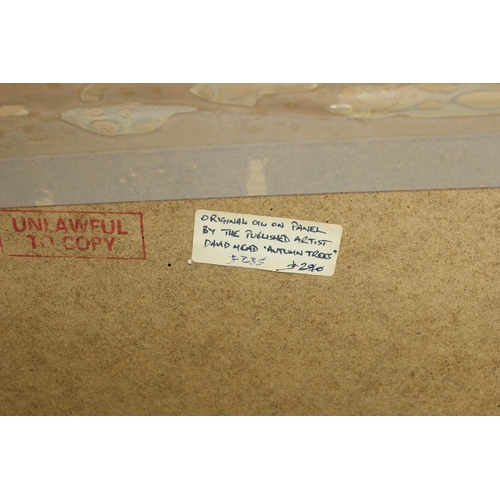 UNLAWFUL
TO COPY
ORIGINAL OIL ON PANEL
BY THE PUBLISHED ARTIST
DAVID MEAD "AUTUMN TREES"
£235
£290